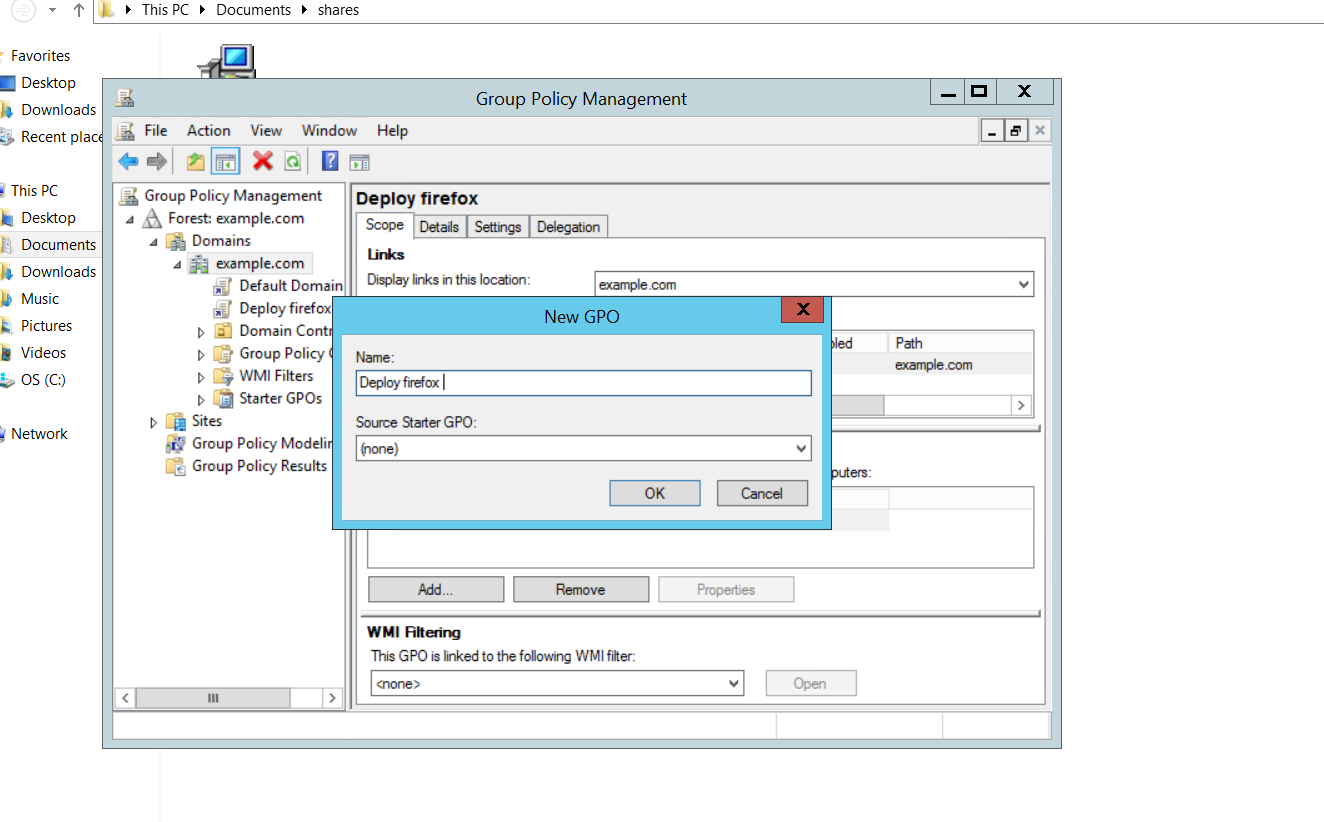 This PC Documents shares
Favorites
Desktop
Downloads
Recent place
This PC
Desktop
Documents
Downloads
Music
Pictures
Videos
OS (C:)
Network
Group Policy Management
File Action View Window Help
Group Policy Management
Forest: example.com
Domains
example.com
Default Domain
Deploy firefox
Domain Contr
Group Policy
WMI Filters
Starter GPOs
Sites
Group Policy Modelin
Group Policy Results
Deploy firefox
Scope Details Settings Delegation
Links
Display links in this location: example.com
Path
example.com
New GPO
Name:
Deploy firefox
Source Starter GPO:
(none)
OK Cancel
puters:
Add... Remove Properties
WMI Filtering
This GPO is linked to the following WMI filter:
<none> Open